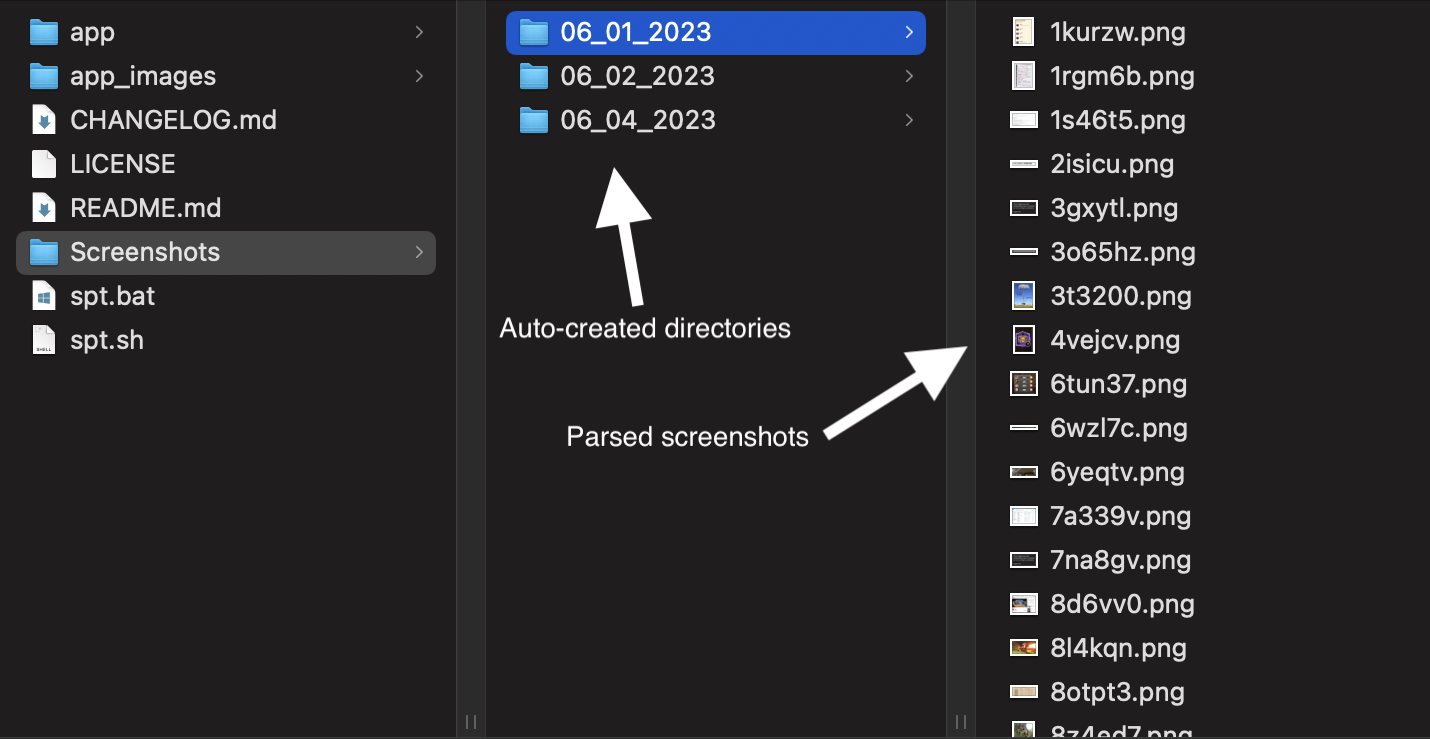 app
app_images
CHANGELOG.md
LICENSE
README.md
Screenshots
spt.bat
spt.sh
06_01_2023
06_02_2023
06_04_2023
Auto-created directories
Parsed screenshots
1kurzw.png
1rgm6b.png
1s46t5.png
2isicu.png
3gxytl.png
3o65hz.png
3t3200.png
4vejcv.png
6tun37.png
6wzl7c.png
6yeqtv.png
7a339v.png
7na8gv.png
8d6vv0.png
8l4kqn.png
8otpt3.png
8z4ed7.png